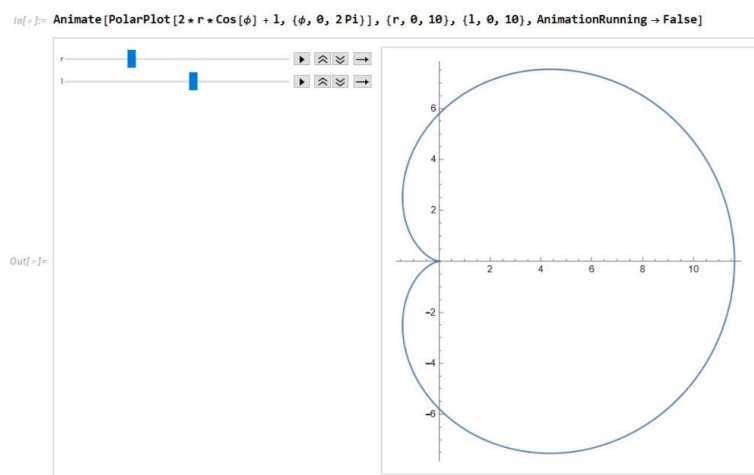 In[◦]:= Animate[PolarPlot[2 * r * Cos[ϕ] + l, {ϕ, 0, 2 Pi}], {r, 0, 10}, {l, 0, 10}, AnimationRunning → False]
r
l
6
4
2
2 4 6 8 10
Out[◦]=
-2
-4
-6